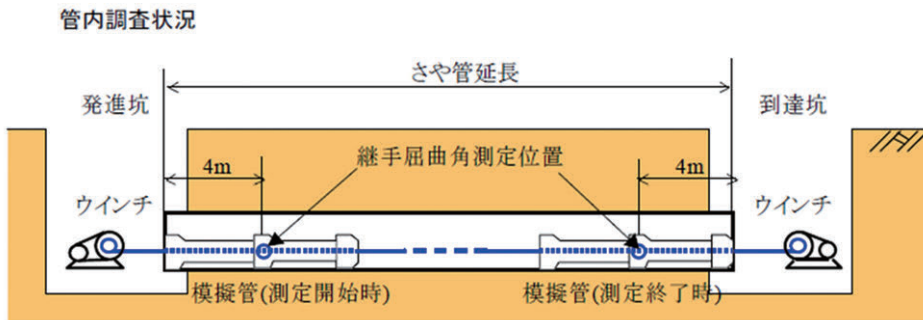 管内調査状況
さや管延長
発進坑
到達坑
4m
継手屈曲角測定位置
4m
ウインチ
ウインチ
模擬管(測定開始時)
模擬管(測定終了時)